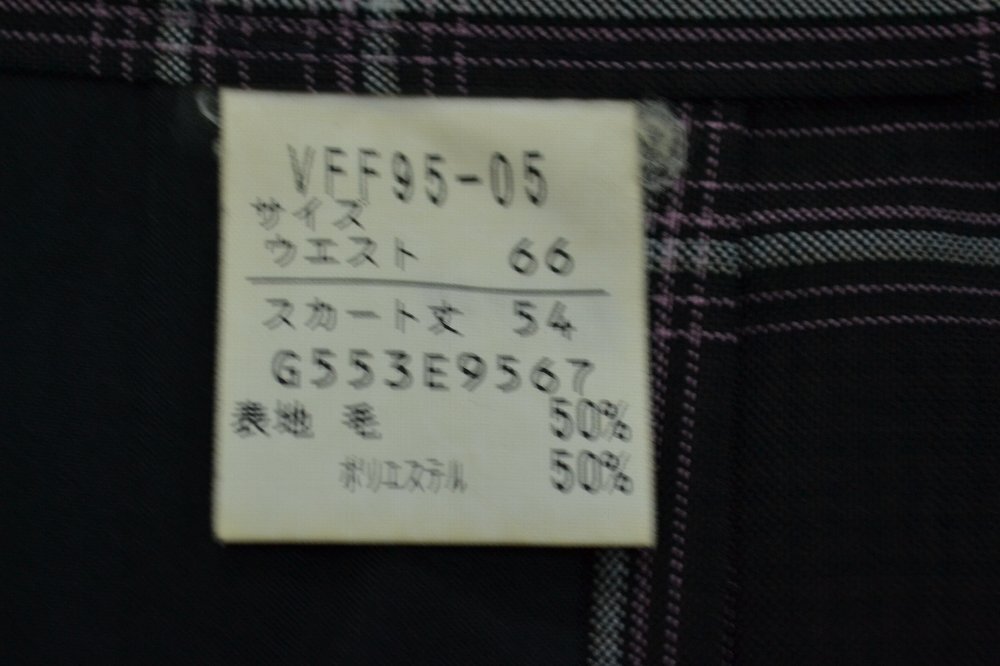 VFF95-05
サイズ
ウエスト 66
スカート丈 54
G553E9567
表地 毛 50%
ポリエステル 50%